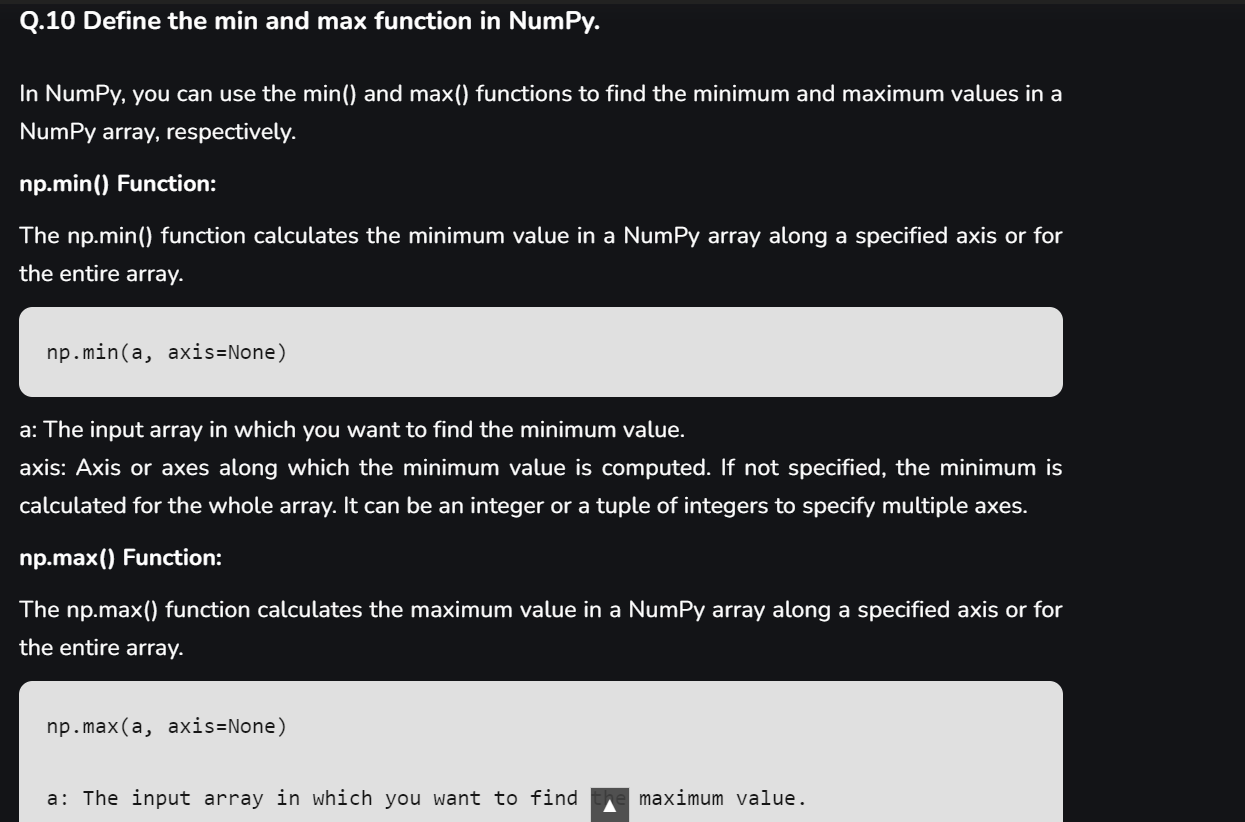 Q.10 Define the min and max function in NumPy.
In NumPy, you can use the min() and max() functions to find the minimum and maximum values in a
NumPy array, respectively.
np.min() Function:
The np.min() function calculates the minimum value in a NumPy array along a specified axis or for
the entire array.
np.min(a, axis=None)
a: The input array in which you want to find the minimum value.
axis: Axis or axes along which the minimum value is computed. If not specified, the minimum is
calculated for the whole array. It can be an integer or a tuple of integers to specify multiple axes.
np.max() Function:
The np.max() function calculates the maximum value in a NumPy array along a specified axis or for
the entire array.
np.max(a, axis=None)
a: The input array in which you want to find the maximum value.